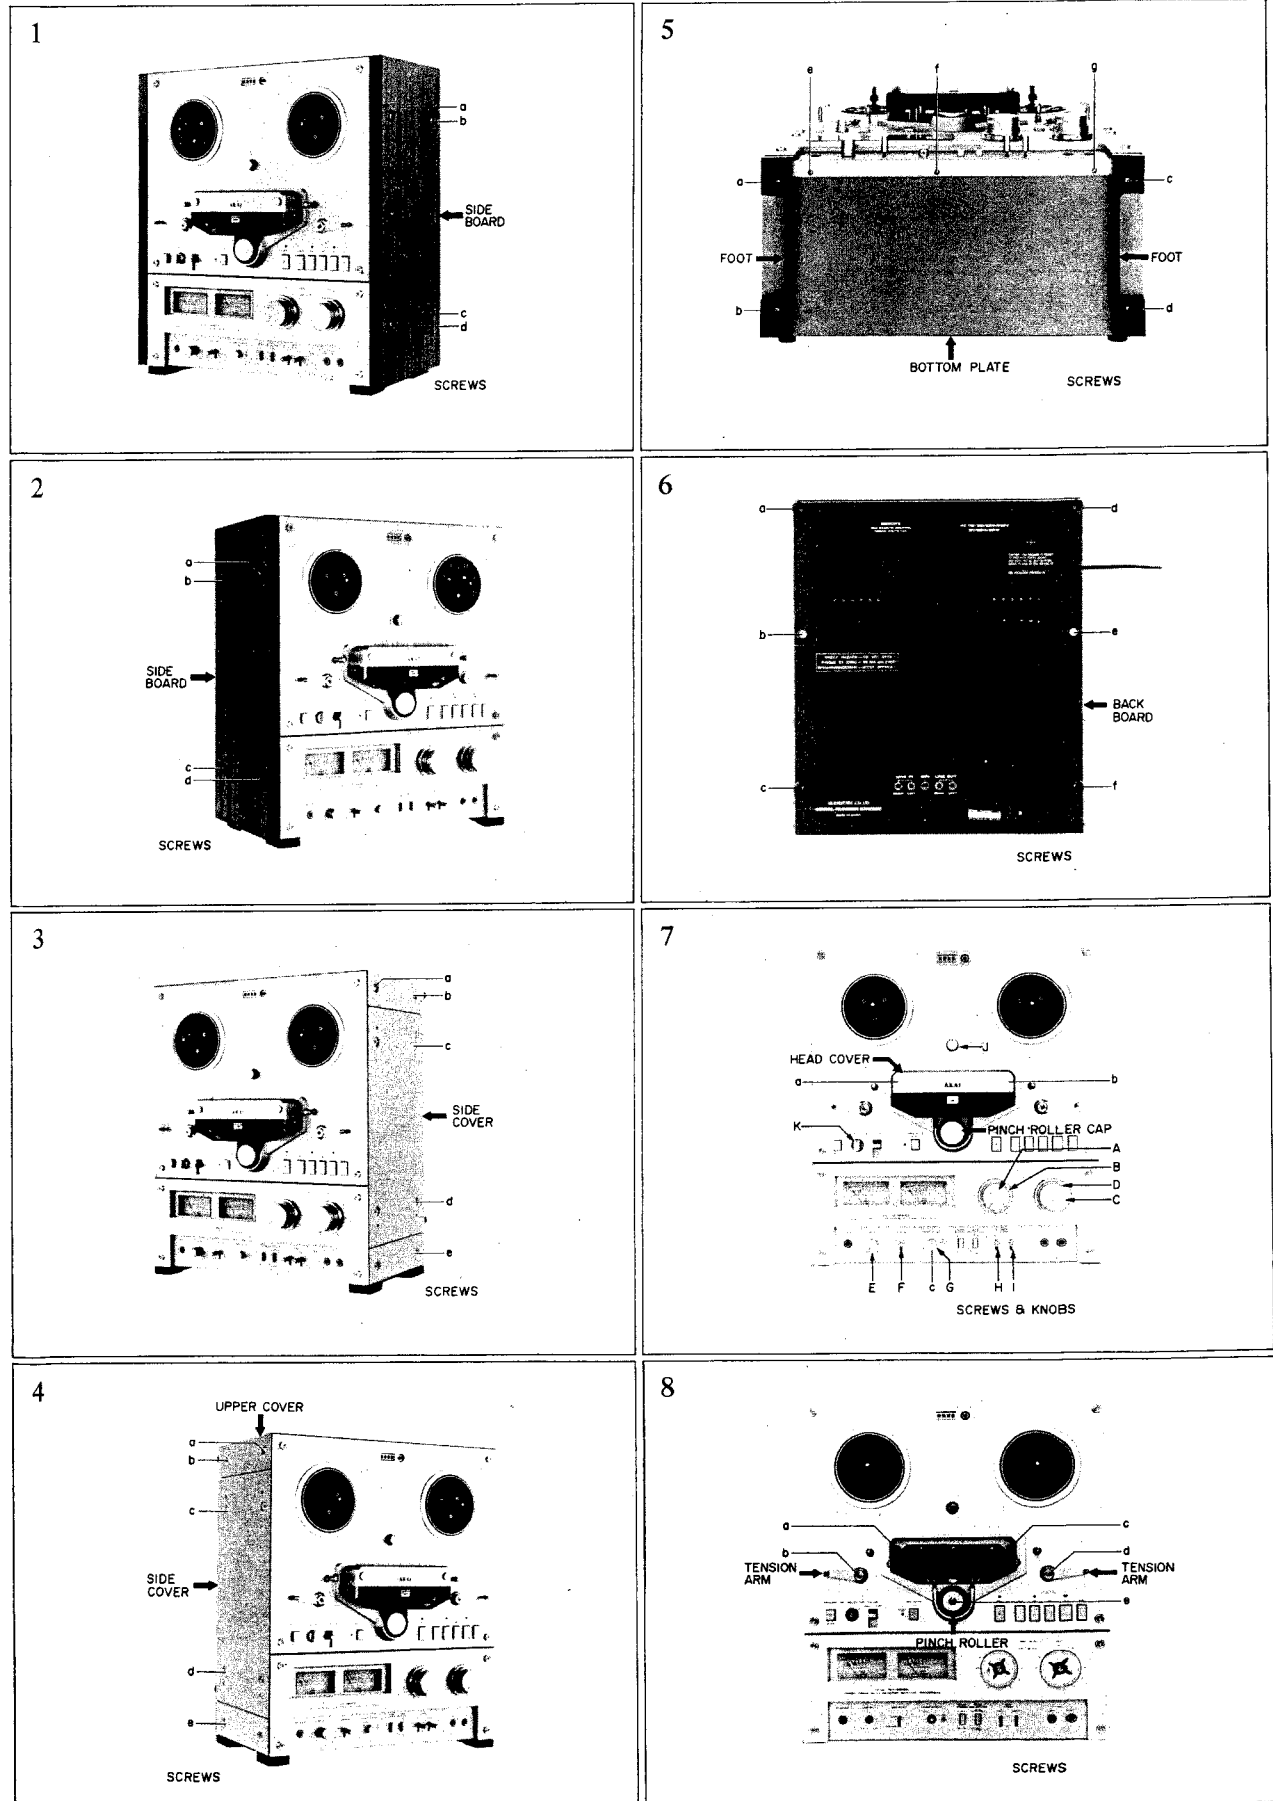 1
a
b
SIDE
BOARD
c
d
SCREWS
2
a
b
SIDE
BOARD
c
d
SCREWS
3
a
b
c
SIDE
COVER
d
e
SCREWS
4
UPPER COVER
a
b
c
SIDE
COVER
d
e
SCREWS
5
e
f
g
a
c
FOOT
FOOT
b
d
BOTTOM PLATE
SCREWS
6
a
d
b
e
BACK
BOARD
c
f
SCREWS
7
J
HEAD COVER
a
b
AKAI
K
PINCH ROLLER CAP
A
B
D
C
E
F
c
G
H
I
SCREWS & KNOBS
8
a
c
b
d
TENSION
ARM
TENSION
ARM
e
PINCH ROLLER
SCREWS